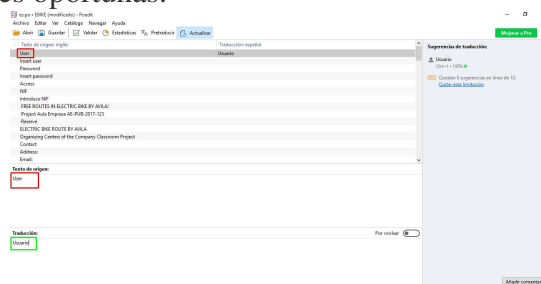 es oportunas.
es.po • EBIKE (modificado) - Poedit
Archivo Editar Ver Catálogo Navegar Ayuda
Abrir Guardar Validar Estadísticas Pretraducir Actualizar Mejorar a Pro
Texto de origen: inglés Traducción: español
User Usuario
Insert user
Password
Insert password
Access
NIF
Introduce NIF
FREE ROUTES IN ELECTRIC BIKE BY AVILA!
Project Aula Empresa AE-PUB-2017-123
Reserve
ELECTRIC BIKE ROUTE BY AVILA
Organizing Centers of the Company Classroom Project
Contact
Address:
Email:
Sugerencias de traducción:
Usuario
Ctrl+1 • 100%
Quedan 9 sugerencias en línea de 10.
Quitar esta limitación
Texto de origen:
User
Traducción: Por revisar
Usuario
Añadir comentar